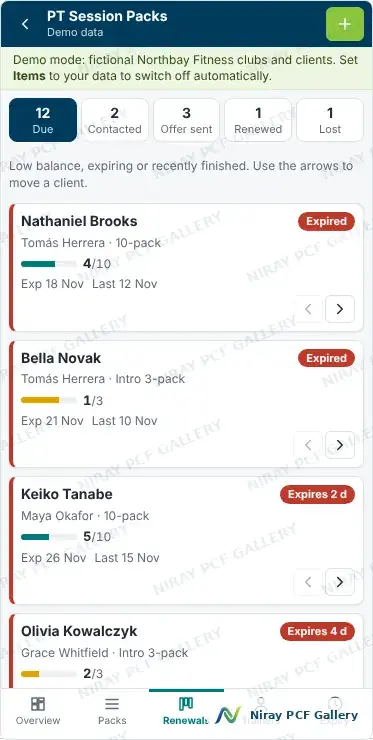 PT Session Packs
Demo data
Demo mode: fictional Northbay Fitness clubs and clients. Set
Items to your data to switch off automatically.
12
Due
2
Contacted
3
Offer sent
1
Renewed
1
Lost
Low balance, expiring or recently finished. Use the arrows to
move a client.
Nathaniel Brooks
Expired
Tomás Herrera · 10-pack
4/10
Exp 18 Nov Last 12 Nov
Bella Novak
Expired
Tomás Herrera · Intro 3-pack
1/3
Exp 21 Nov Last 10 Nov
Keiko Tanabe
Expires 2 d
Maya Okafor · 10-pack
5/10
Exp 26 Nov Last 15 Nov
Olivia Kowalczyk
Expires 4 d
Grace Whitfield · Intro 3-pack
2/3
Overview
Packs
Renewals
Niray PCF Gallery
NIRAY PCF GALLERY